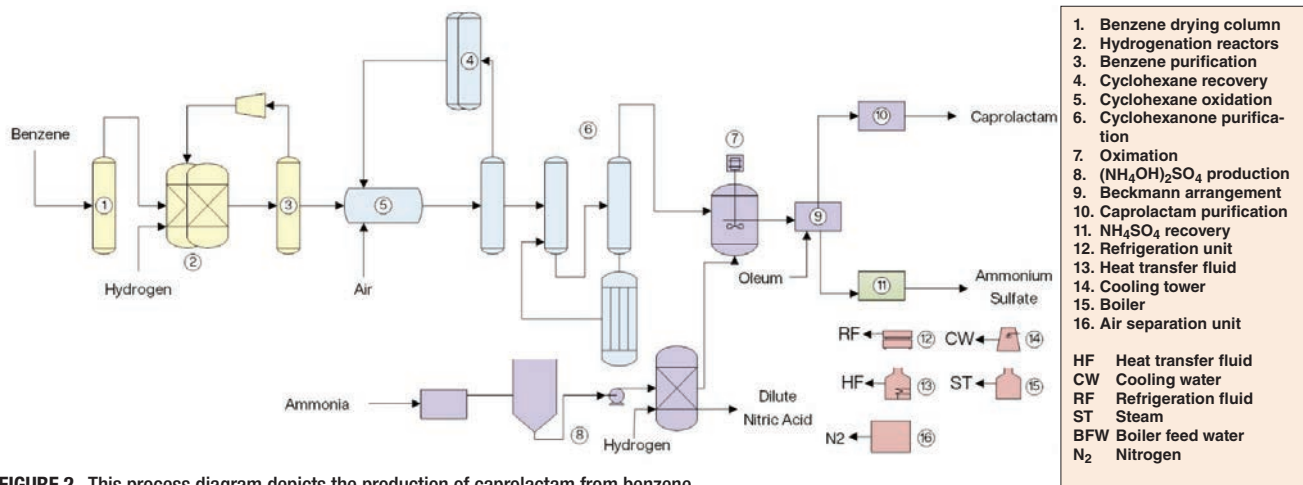 Benzene
Hydrogen
Air
Ammonia
Hydrogen
Dilute
Nitric Acid
Oleum
Caprolactam
Ammonium
Sulfate
1
2
3
4
5
6
7
8
9
10
11
RF
12
CW
14
HF
13
ST
15
N2
16
1. Benzene drying column
2. Hydrogenation reactors
3. Benzene purification
4. Cyclohexane recovery
5. Cyclohexane oxidation
6. Cyclohexanone purifica-
tion
7. Oximation
8. (NH4OH)2SO4 production
9. Beckmann arrangement
10. Caprolactam purification
11. NH4SO4 recovery
12. Refrigeration unit
13. Heat transfer fluid
14. Cooling tower
15. Boiler
16. Air separation unit
HF Heat transfer fluid
CW Cooling water
RF Refrigeration fluid
ST Steam
BFW Boiler feed water
N2 Nitrogen
FIGURE 2. This process diagram depicts the production of caprolactam from benzene